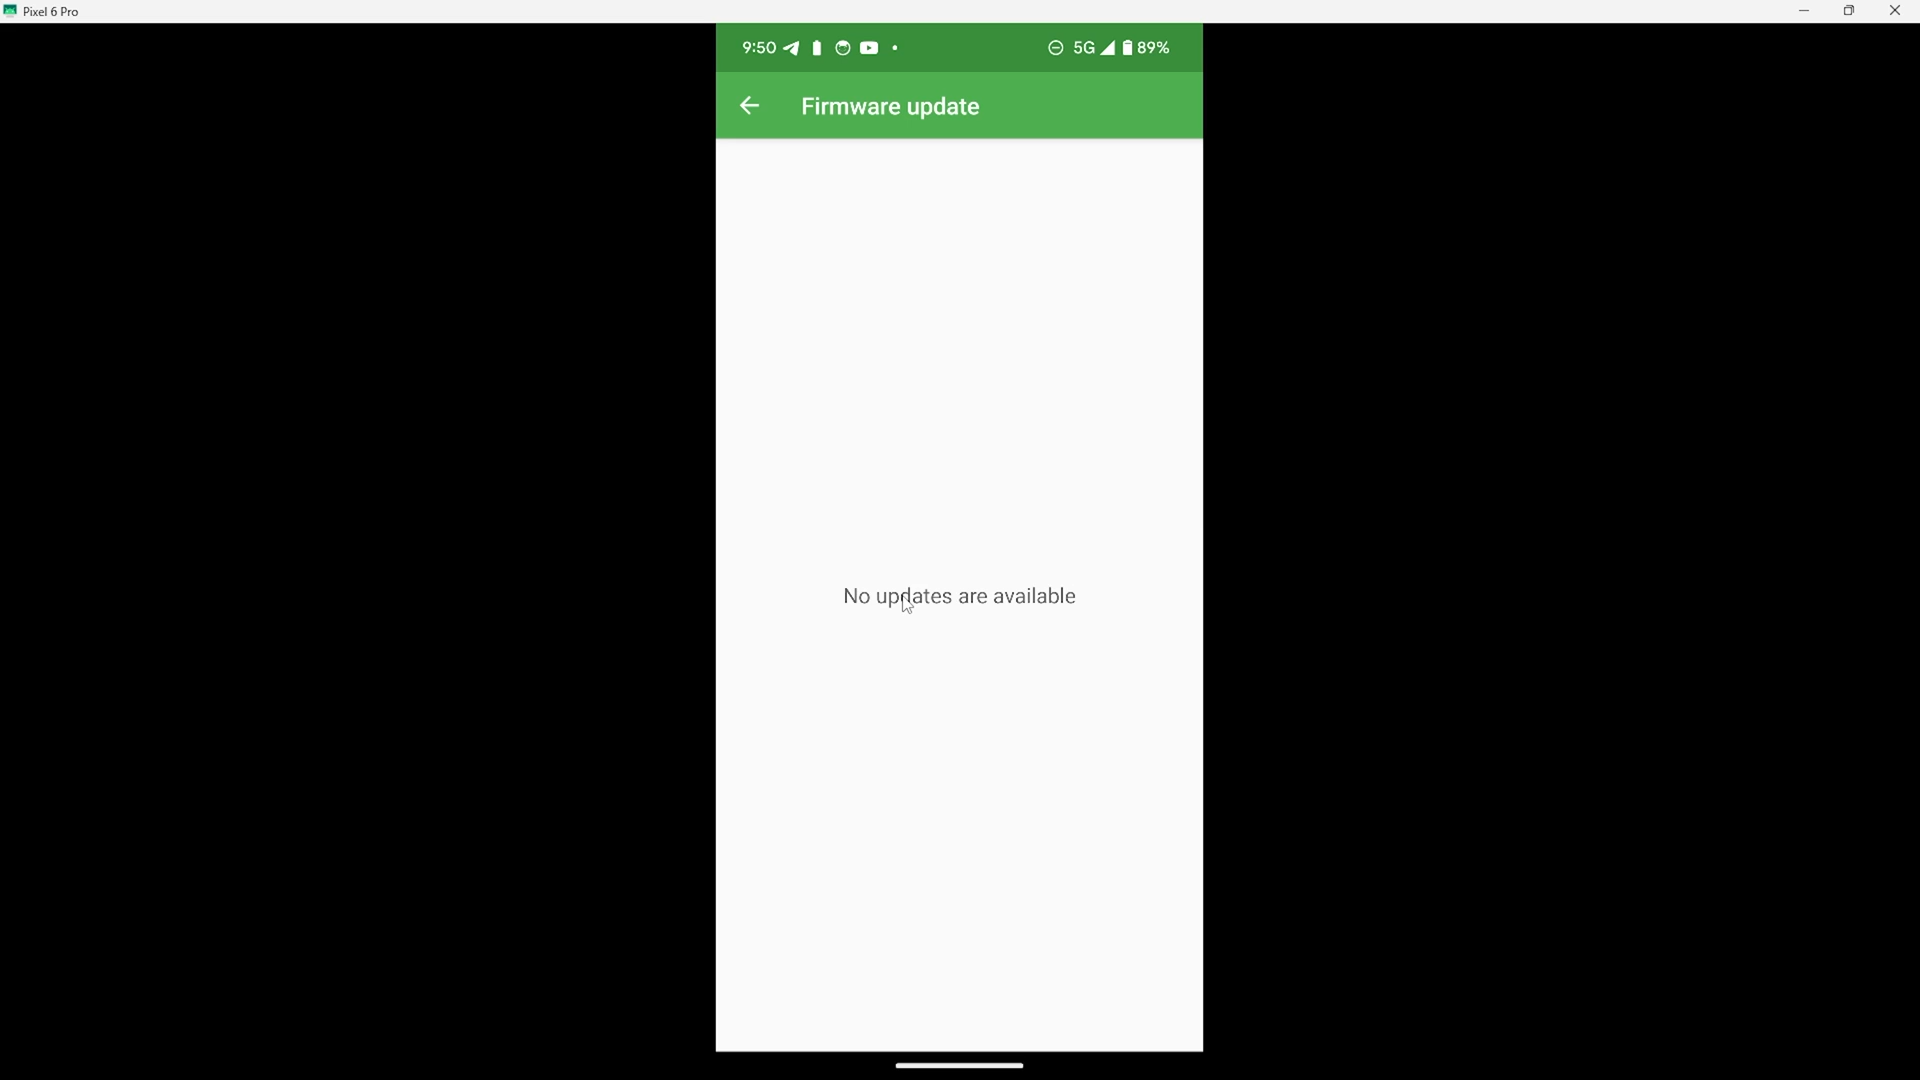 Pixel 6 Pro
9:50 5G 89%
Firmware update
No updates are available